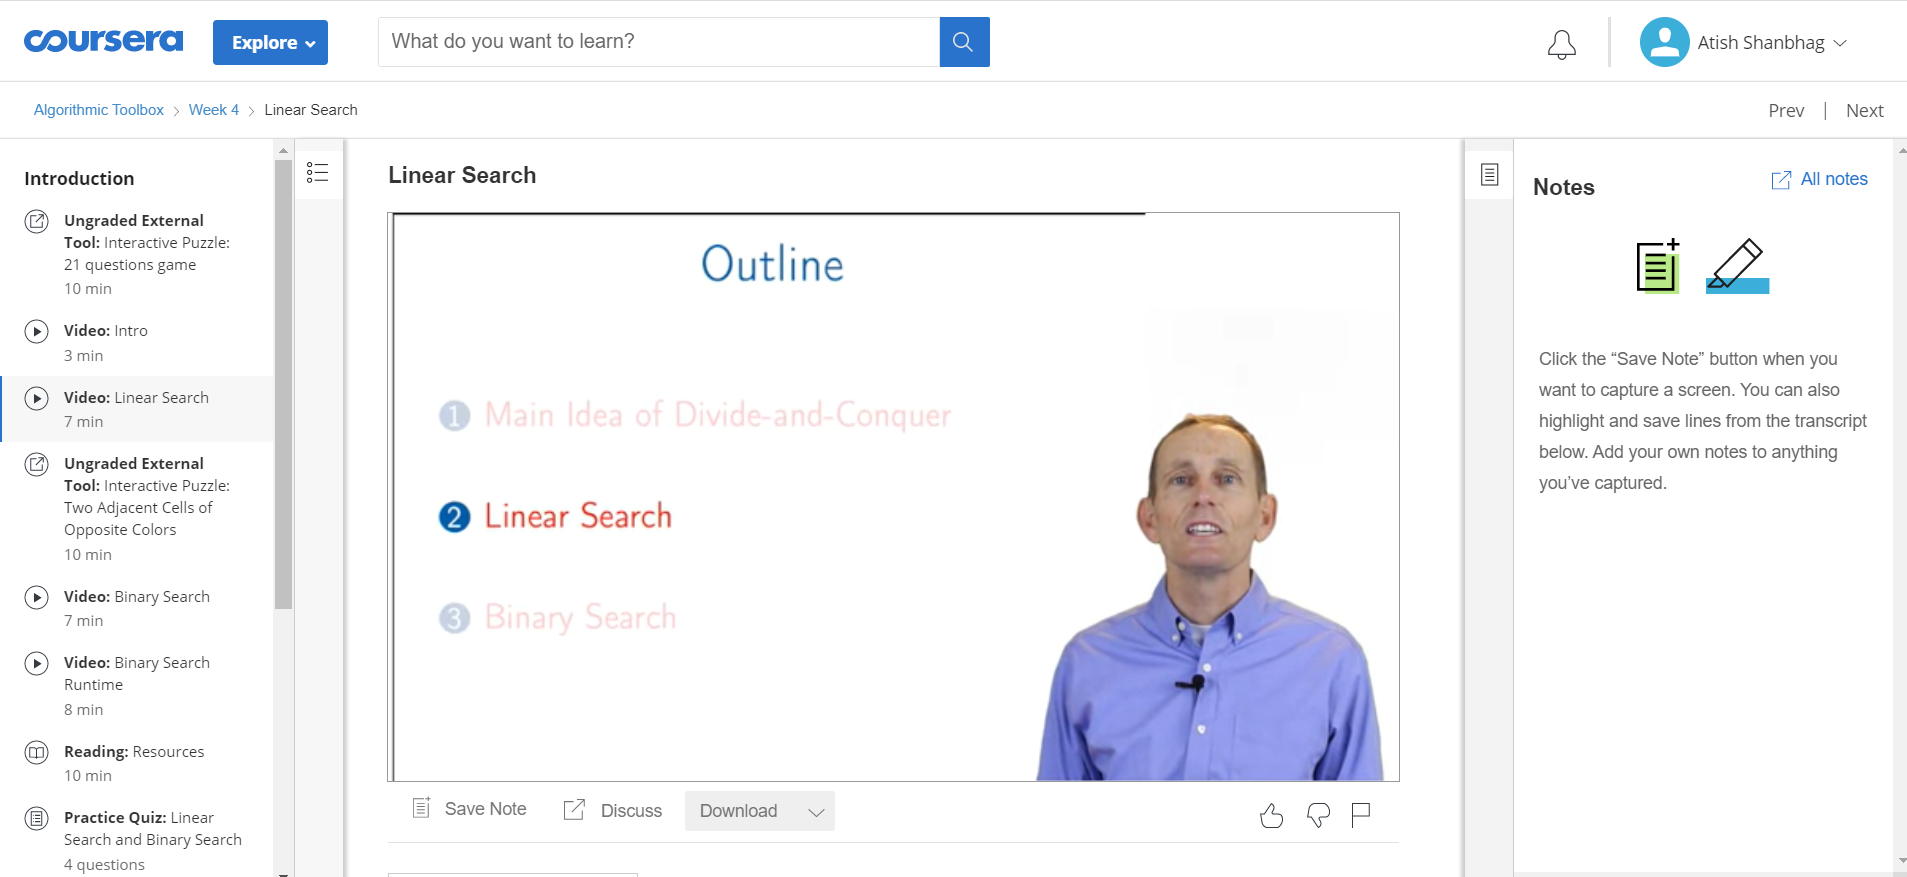 coursera
Explore
What do you want to learn?
Atish Shanbhag
Algorithmic Toolbox > Week 4 > Linear Search
Prev | Next
Introduction
Ungraded External
Tool: Interactive Puzzle:
21 questions game
10 min
Video: Intro
3 min
Video: Linear Search
7 min
Ungraded External
Tool: Interactive Puzzle:
Two Adjacent Cells of
Opposite Colors
10 min
Video: Binary Search
7 min
Video: Binary Search
Runtime
8 min
Reading: Resources
10 min
Practice Quiz: Linear
Search and Binary Search
4 questions
Linear Search
Outline
1 Main Idea of Divide-and-Conquer
2 Linear Search
3 Binary Search
Save Note
Discuss
Download
Notes
All notes
Click the “Save Note” button when you
want to capture a screen. You can also
highlight and save lines from the transcript
below. Add your own notes to anything
you’ve captured.